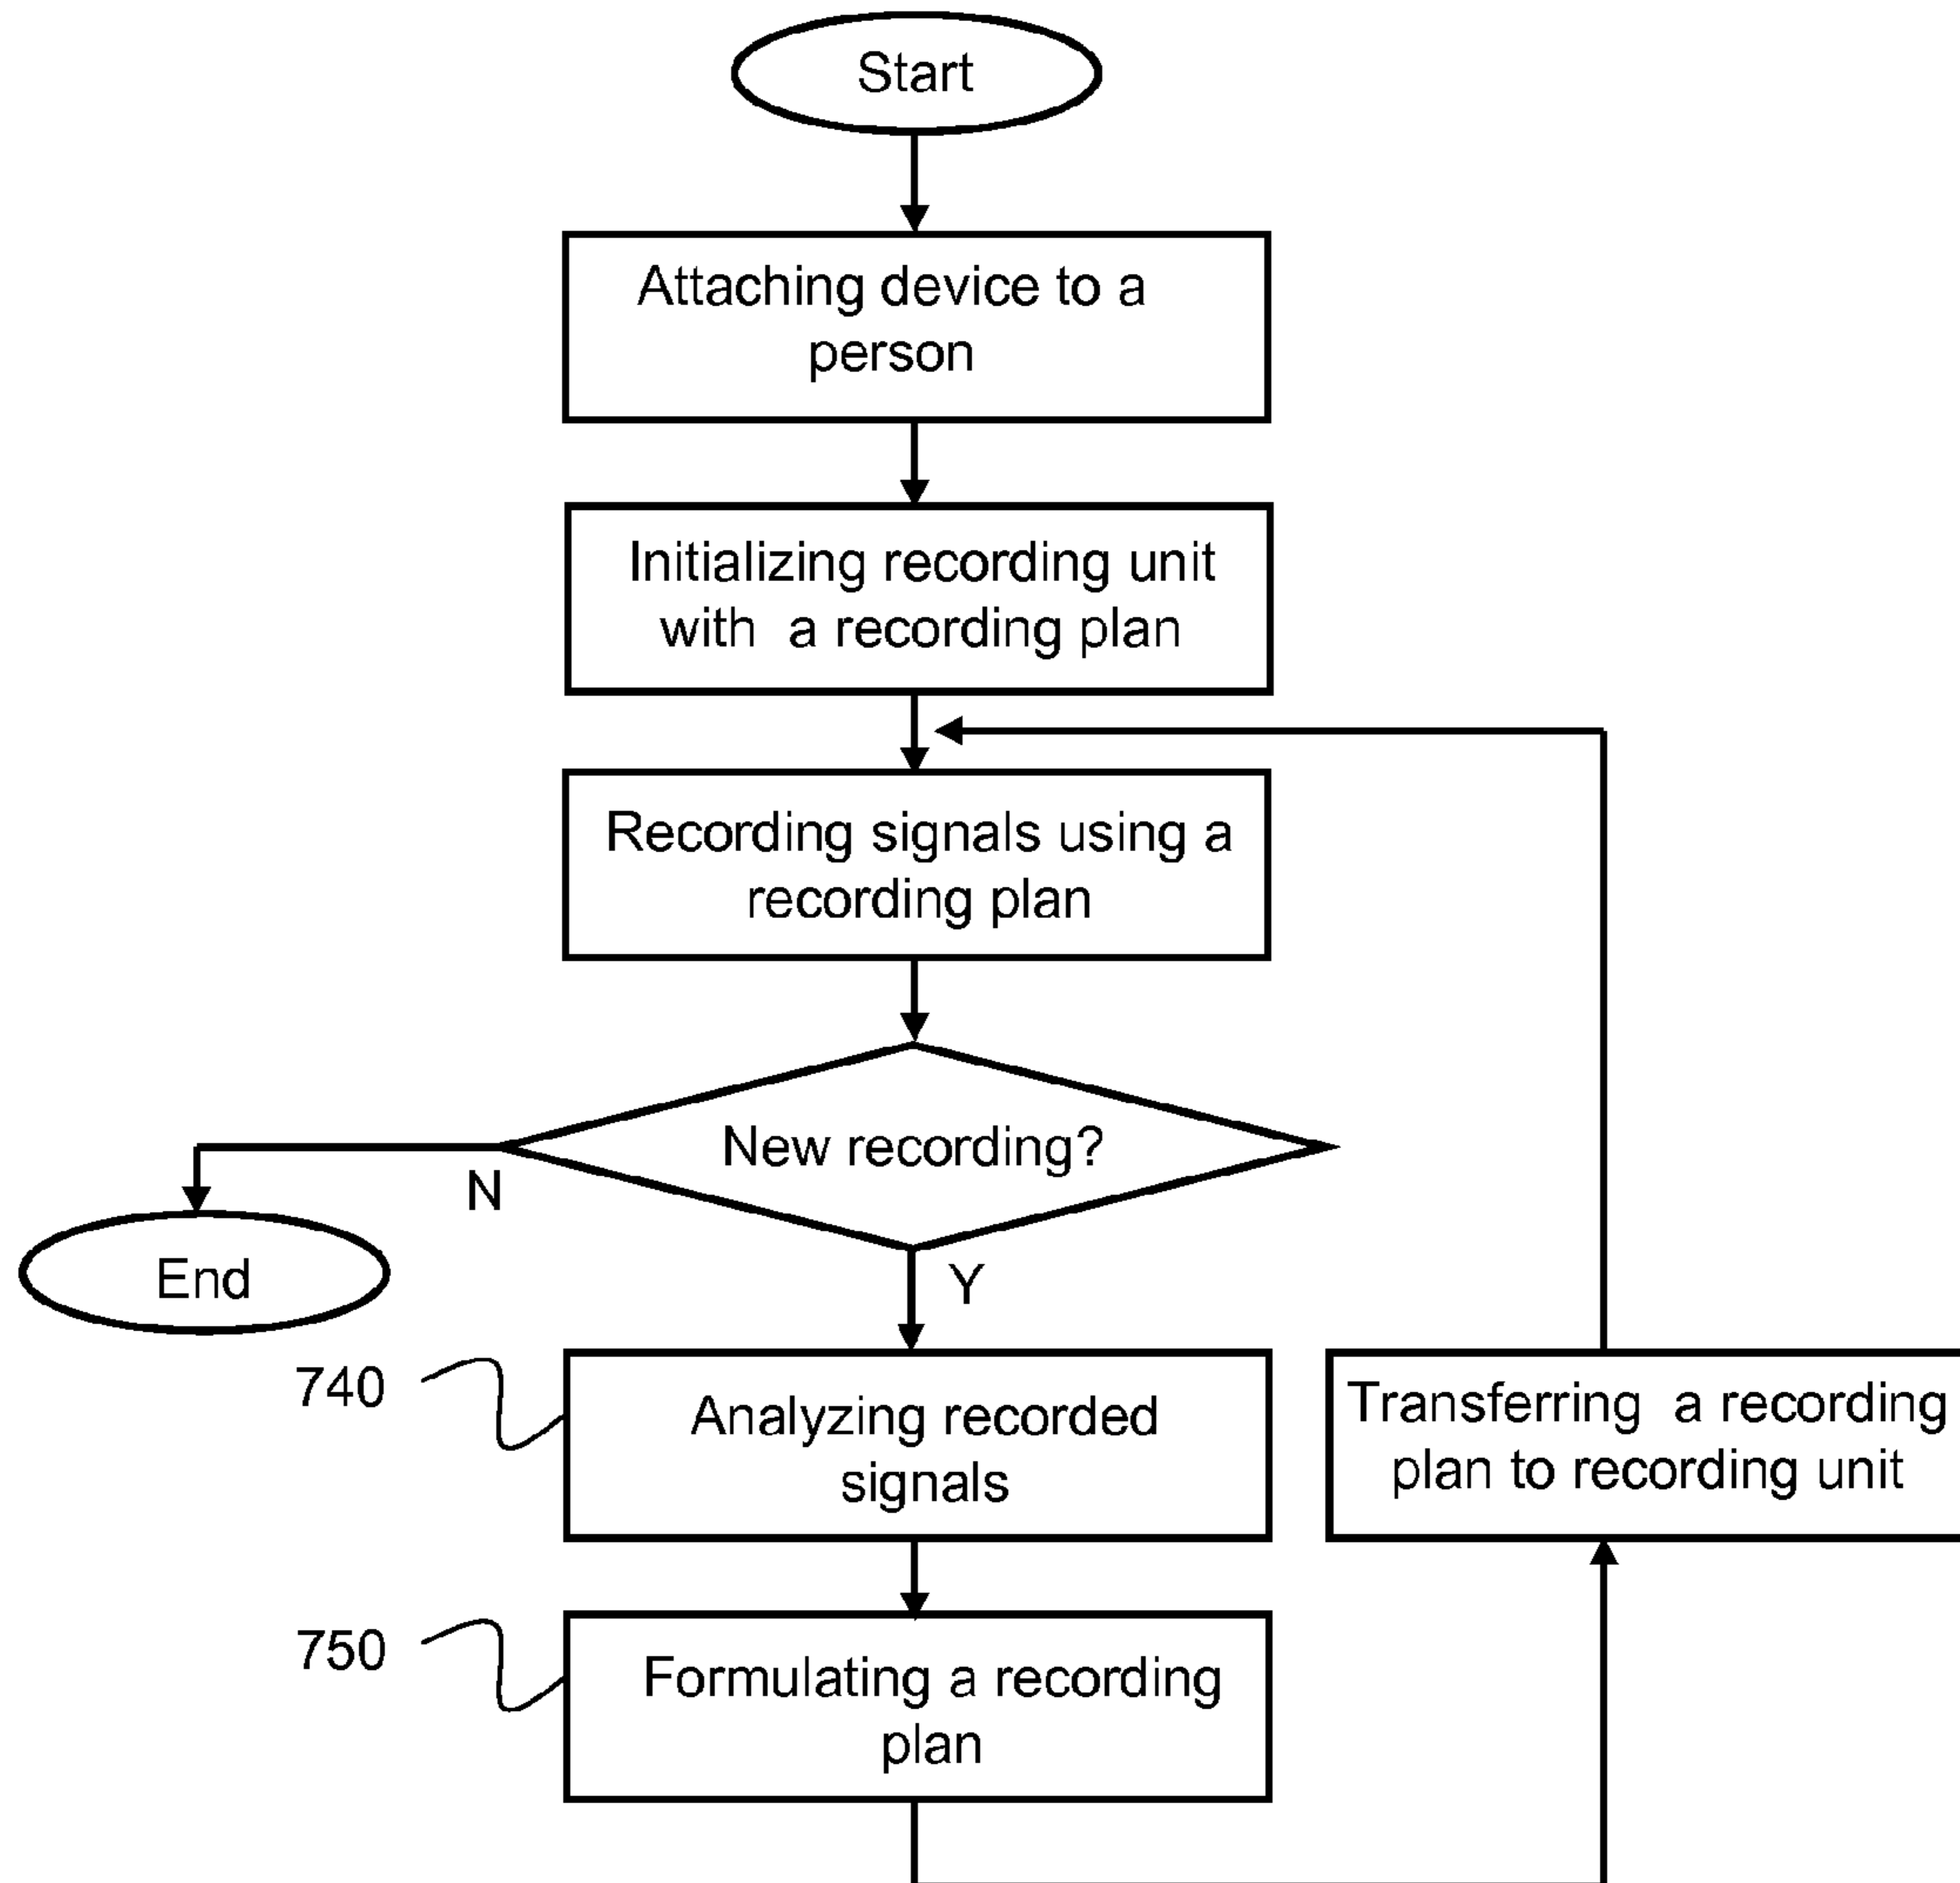 Start
Attaching device to a
person
Initializing recording unit
with a recording plan
Recording signals using a
recording plan
New recording?
N
End
Y
740
Analyzing recorded
signals
Transferring a recording
plan to recording unit
750
Formulating a recording
plan